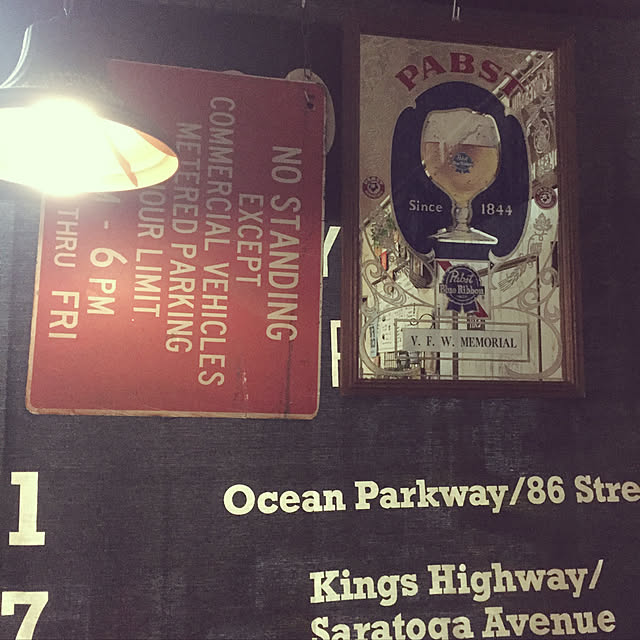 NO STANDING
EXCEPT
COMMERCIAL VEHICLES
METERED PARKING
HOUR LIMIT
- 6 PM
THRU FRI
PABST
Since 1844
Pabst
Blue Ribbon
V. F. W. MEMORIAL
1
Ocean Parkway/86 Stre
7
Kings Highway/
Saratoga Avenue